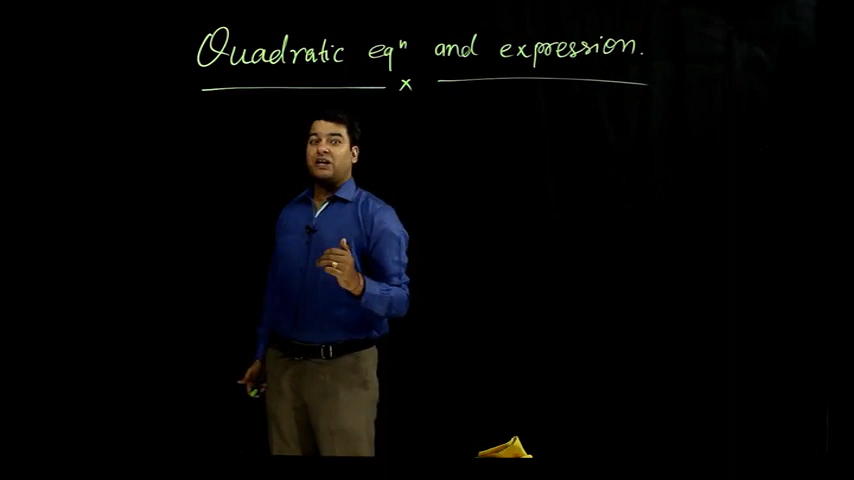 Quadratic eqⁿ and expression.
x